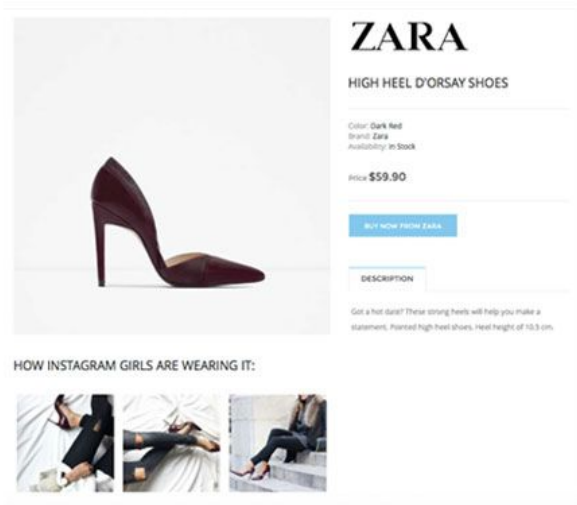 ZARA
HIGH HEEL D'ORSAY SHOES
Color: Dark Red
Brand: Zara
Availability: In Stock
Price $59.90
BUY NOW FROM ZARA
DESCRIPTION
Got a hot date? These strong heels will help you make a
statement. Pointed high heel shoes. Heel height of 10.5 cm.
HOW INSTAGRAM GIRLS ARE WEARING IT: